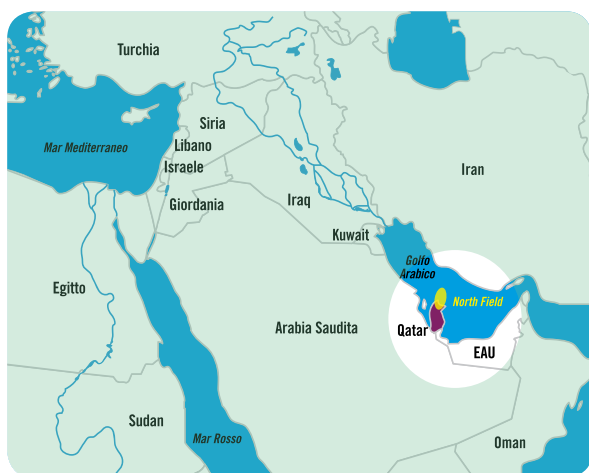 Turchia
Siria
Libano
Mar Mediterraneo
Israele
Iran
Giordania
Iraq
Kuwait
Golfo
Arabico
Egitto
North Field
Arabia Saudita
Qatar
EAU
Sudan
Mar Rosso
Oman